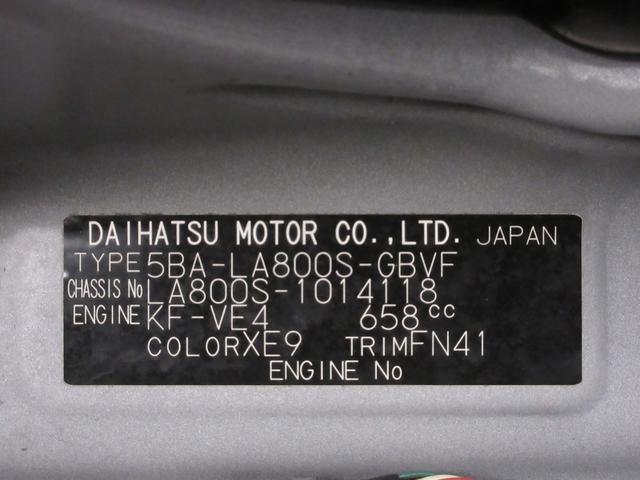 DAIHATSU MOTOR CO.,LTD. JAPAN
TYPE 5BA-LA800S-GBVF
CHASSIS No LA800S-1014118
ENGINE KF-VE4 658cc
COLOR XE9 TRIM FN41
ENGINE No